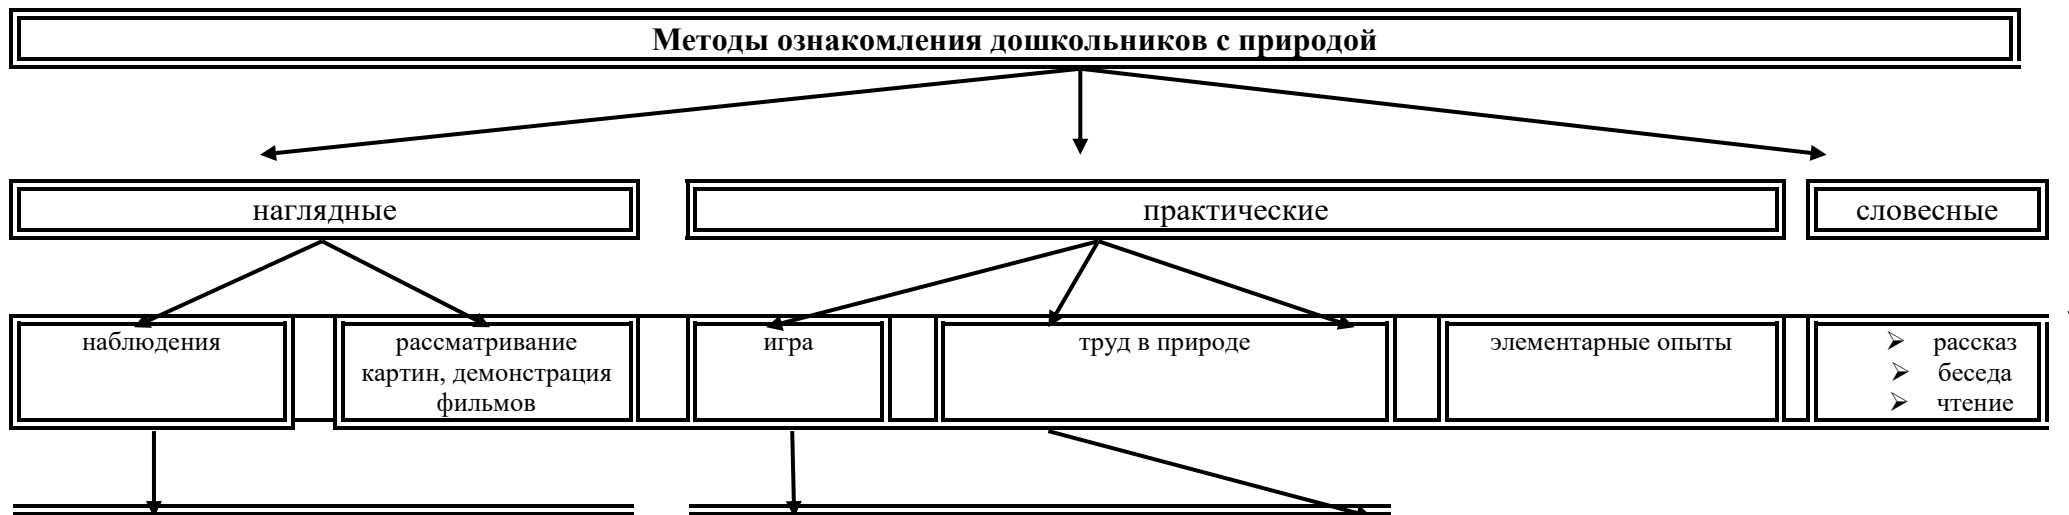 Методы ознакомления дошкольников с природой
наглядные
практические
словесные
наблюдения
рассматривание
картин, демонстрация
фильмов
игра
труд в природе
элементарные опыты
➢ рассказ
➢ беседа
➢ чтение